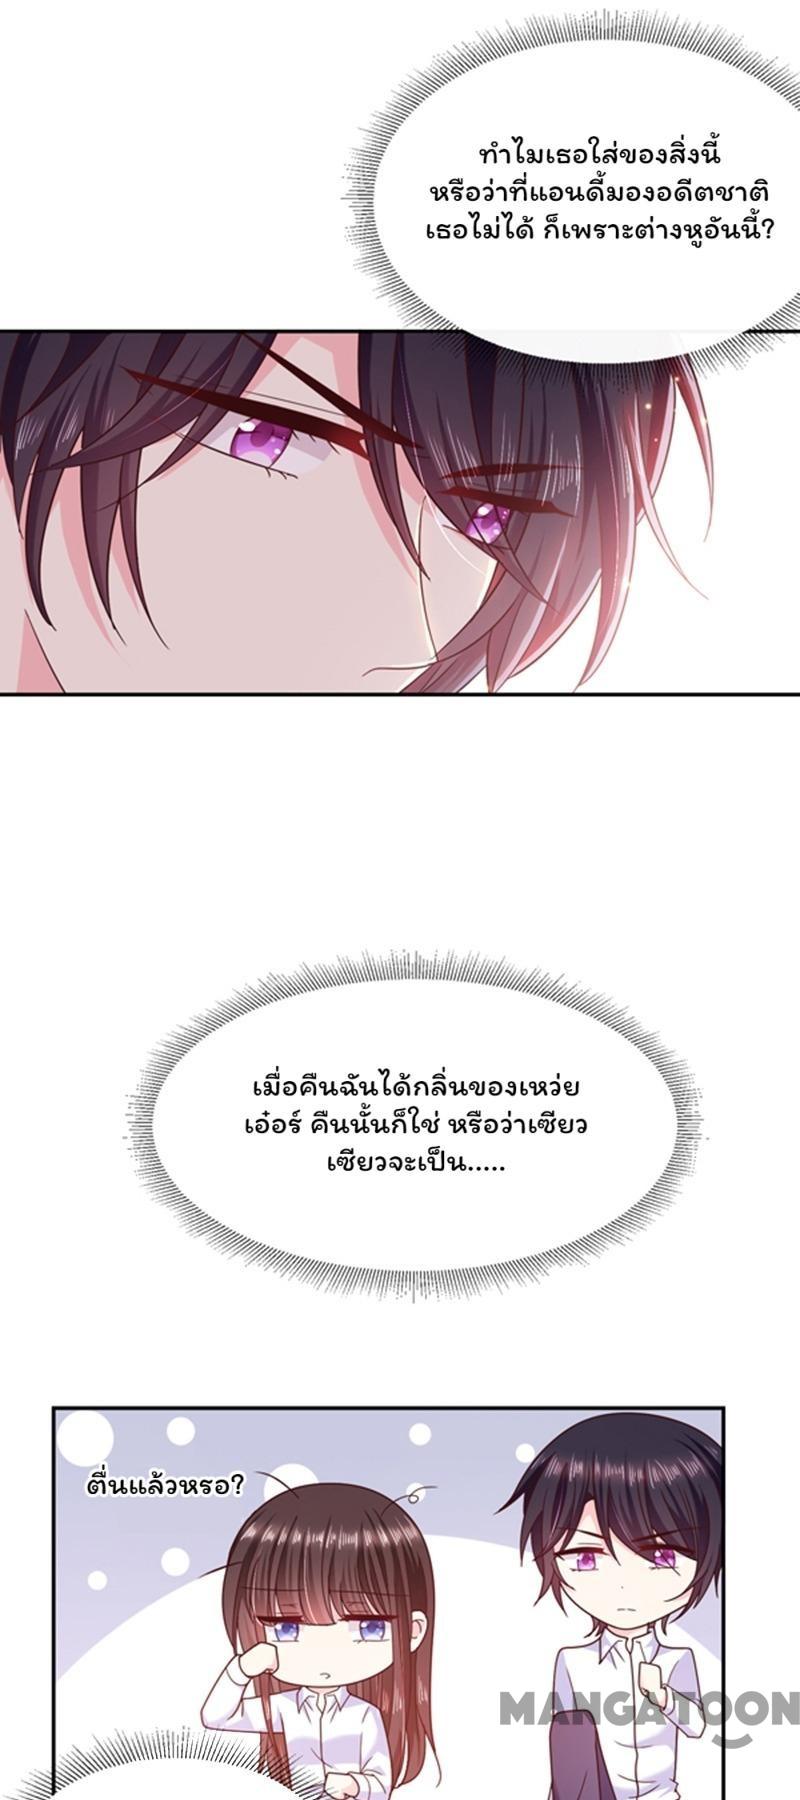 ทำไมเธอใส่ของสิ่งนี้
หรือว่าที่แอนดี้มองอดีตชาติ
เธอไม่ได้ ก็เพราะต่างหูอันนี้?
เมื่อคืนฉันได้กลิ่นของเหว่ย
เอ๋อร์ คืนนั้นก็ใช่ หรือว่าเซียว
เซียวจะเป็น.....
ตื่นแล้วหรอ?
MANGATOON